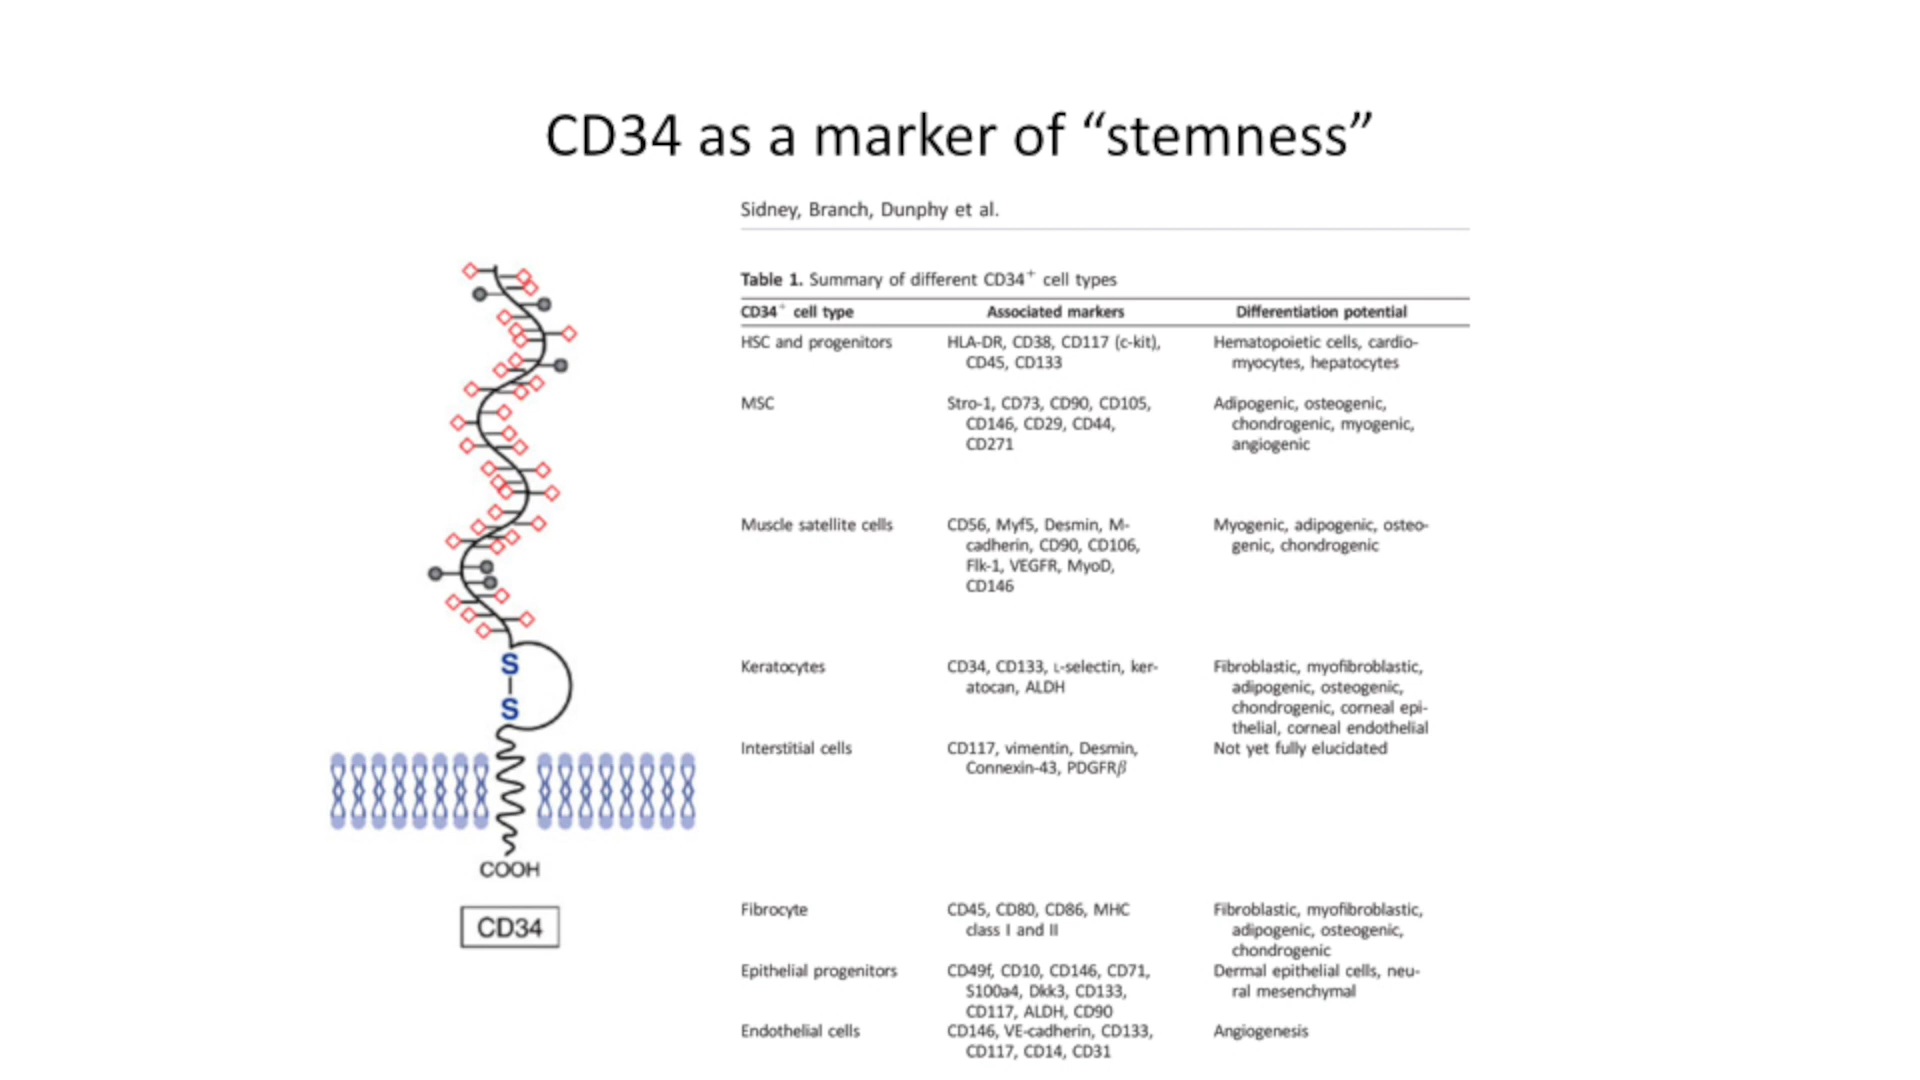 CD34 as a marker of “stemness”
Sidney, Branch, Dunphy et al.
Table 1. Summary of different CD34⁺ cell types
CD34⁺ cell type Associated markers Differentiation potential
HSC and progenitors HLA-DR, CD38, CD117 (c-kit), Hematopoietic cells, cardio-
CD45, CD133 myocytes, hepatocytes
MSC Stro-1, CD73, CD90, CD105, Adipogenic, osteogenic,
CD146, CD29, CD44, chondrogenic, myogenic,
CD271 angiogenic
Muscle satellite cells CD56, Myf5, Desmin, M- Myogenic, adipogenic, osteo-
cadherin, CD90, CD106, genic, chondrogenic
Flk-1, VEGFR, MyoD,
CD146
Keratocytes CD34, CD133, L-selectin, ker- Fibroblastic, myofibroblastic,
atocan, ALDH adipogenic, osteogenic,
chondrogenic, corneal epi-
thelial, corneal endothelial
Interstitial cells CD117, vimentin, Desmin, Not yet fully elucidated
Connexin-43, PDGFRβ
Fibrocyte CD45, CD80, CD86, MHC Fibroblastic, myofibroblastic,
class I and II adipogenic, osteogenic,
chondrogenic
Epithelial progenitors CD49f, CD10, CD146, CD71, Dermal epithelial cells, neu-
S100a4, Dkk3, CD133, ral mesenchymal
CD117, ALDH, CD90
Endothelial cells CD146, VE-cadherin, CD133, Angiogenesis
CD117, CD14, CD31
S
S
COOH
CD34